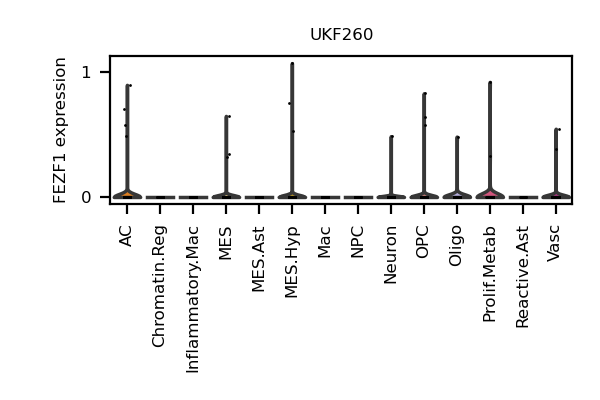 UKF260
FEZF1 expression
1
0
AC
Chromatin.Reg
Inflammatory.Mac
MES
MES.Ast
MES.Hyp
Mac
NPC
Neuron
OPC
Oligo
Prolif.Metab
Reactive.Ast
Vasc